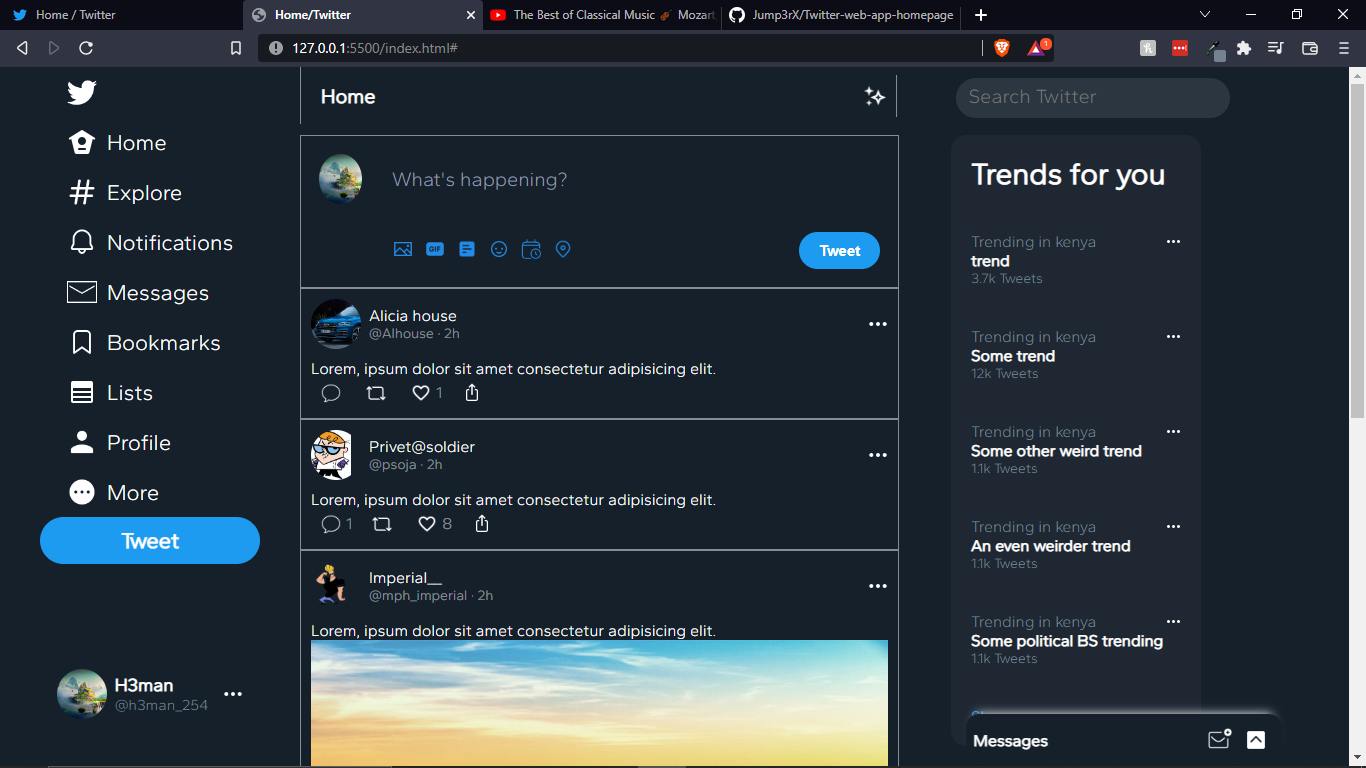 Home / Twitter
Home/Twitter
The Best of Classical Music 🎻 Mozart
Jump3rX/Twitter-web-app-homepage
127.0.0.1:5500/index.html#
1
Home
Explore
Notifications
Messages
Bookmarks
Lists
Profile
More
Tweet
H3man
@h3man_254
Home
What's happening?
GIF
Tweet
Alicia house
@Alhouse · 2h
Lorem, ipsum dolor sit amet consectetur adipisicing elit.
1
Privet@soldier
@psoja · 2h
Lorem, ipsum dolor sit amet consectetur adipisicing elit.
1 8
Imperial__
@mph_imperial · 2h
Lorem, ipsum dolor sit amet consectetur adipisicing elit.
Search Twitter
Trends for you
Trending in kenya
trend
3.7k Tweets
Trending in kenya
Some trend
12k Tweets
Trending in kenya
Some other weird trend
1.1k Tweets
Trending in kenya
An even weirder trend
1.1k Tweets
Trending in kenya
Some political BS trending
1.1k Tweets
Messages